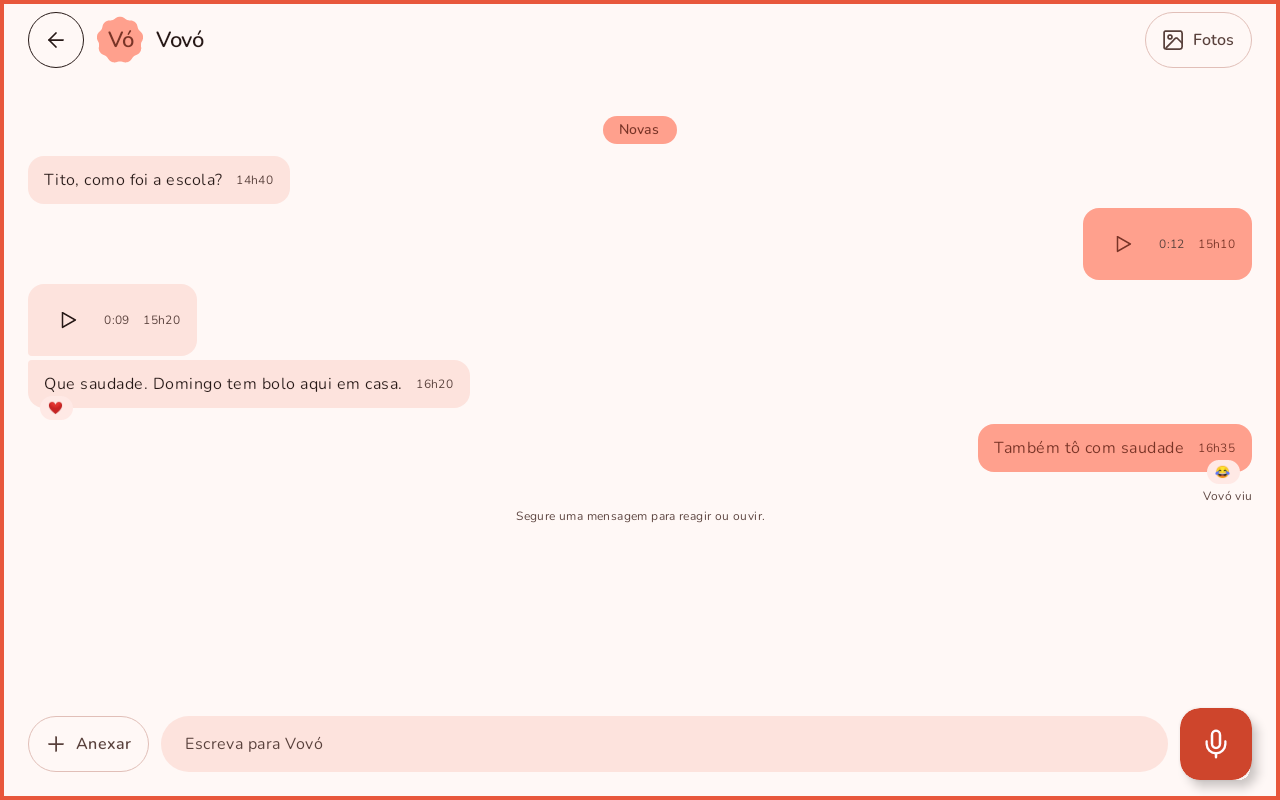 Vó Vovó
Fotos
Novas
Tito, como foi a escola? 14h40
0:12 15h10
0:09 15h20
Que saudade. Domingo tem bolo aqui em casa. 16h20
❤️
Também tô com saudade 16h35
😂
Vovó viu
Segure uma mensagem para reagir ou ouvir.
Anexar
Escreva para Vovó